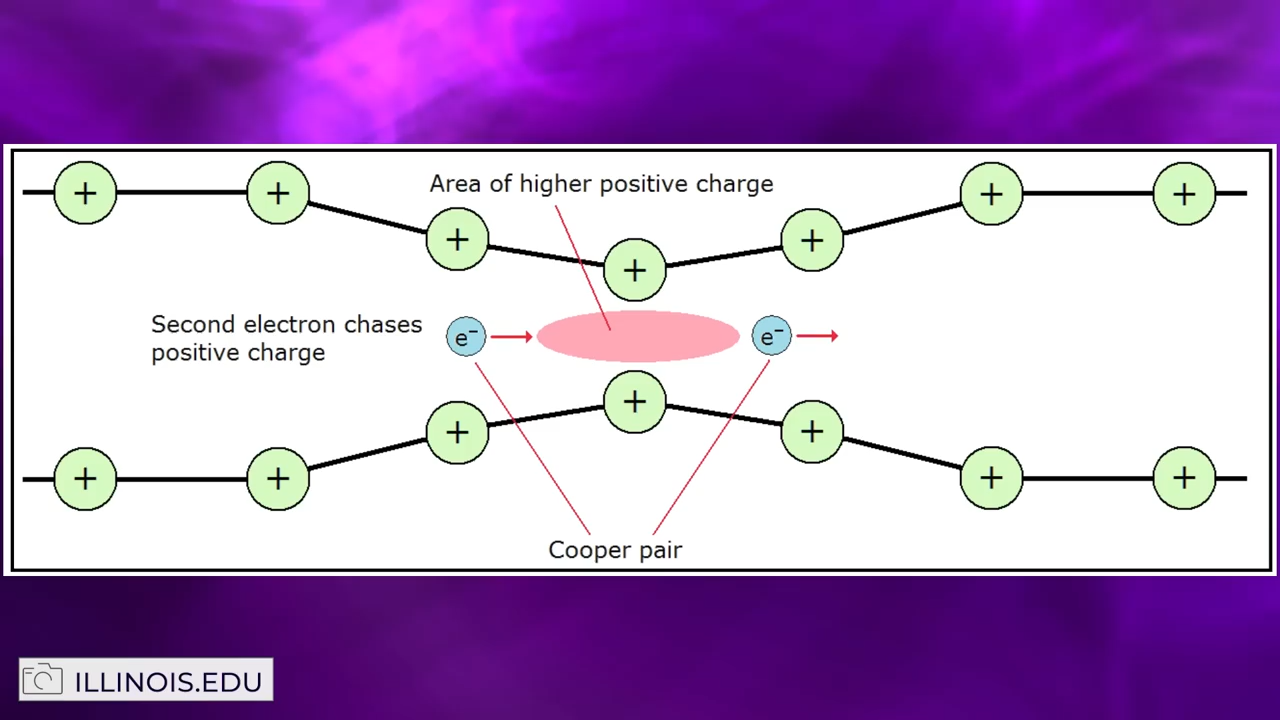 + + + + + + +
Area of higher positive charge
Second electron chases
positive charge
e⁻ e⁻
+ + + + + + +
Cooper pair
ILLINOIS.EDU